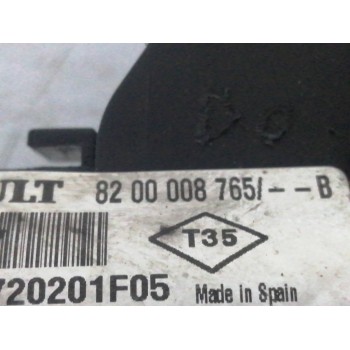 ULT 82 00 008 765/--B
T35
720201F05 Made in Spain